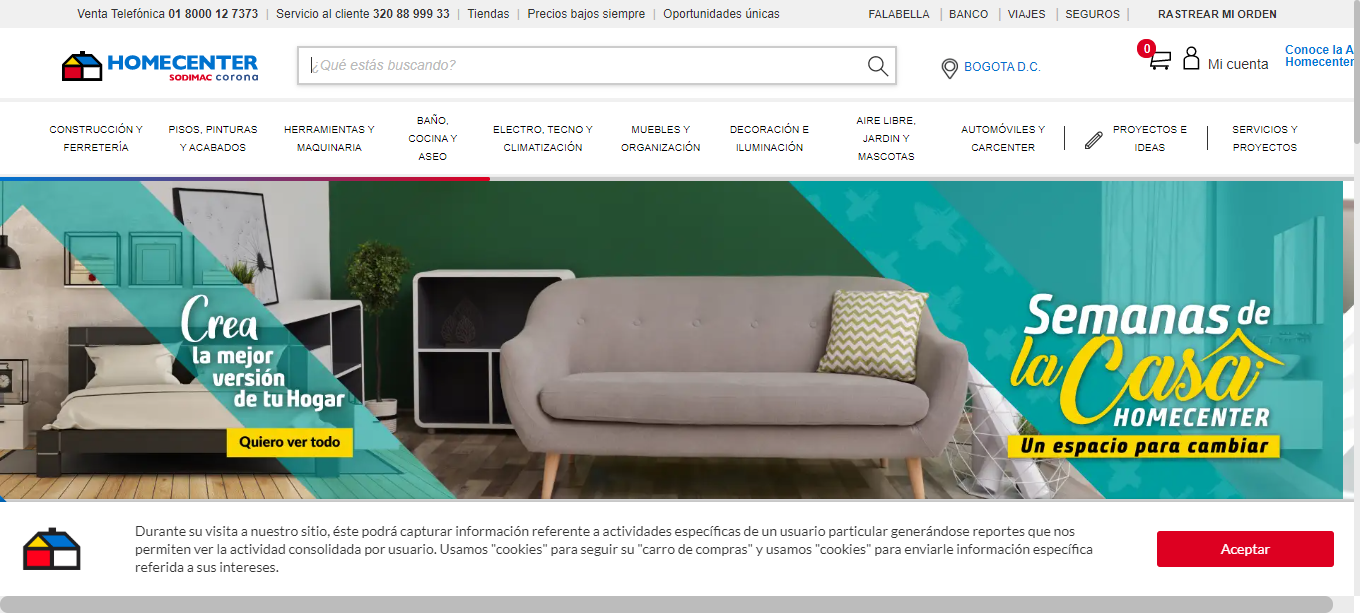 Venta Telefónica 01 8000 12 7373 | Servicio al cliente 320 88 999 33 | Tiendas | Precios bajos siempre | Oportunidades únicas FALABELLA | BANCO | VIAJES | SEGUROS | RASTREAR MI ORDEN
HOMECENTER
SODIMAC corona
¿Qué estás buscando?
BOGOTA D.C.
0
Mi cuenta
Conoce la A
Homecenter
CONSTRUCCIÓN Y
FERRETERÍA
PISOS, PINTURAS
Y ACABADOS
HERRAMIENTAS Y
MAQUINARIA
BAÑO,
COCINA Y
ASEO
ELECTRO, TECNO Y
CLIMATIZACIÓN
MUEBLES Y
ORGANIZACIÓN
DECORACIÓN E
ILUMINACIÓN
AIRE LIBRE,
JARDIN Y
MASCOTAS
AUTOMÓVILES Y
CARCENTER
PROYECTOS E
IDEAS
SERVICIOS Y
PROYECTOS
Crea
la mejor
versión
de tu Hogar
Quiero ver todo
Semanas de
la Casa
HOMECENTER
Un espacio para cambiar
Durante su visita a nuestro sitio, éste podrá capturar información referente a actividades específicas de un usuario particular generándose reportes que nos
permiten ver la actividad consolidada por usuario. Usamos "cookies" para seguir su "carro de compras" y usamos "cookies" para enviarle información específica
referida a sus intereses.
Aceptar